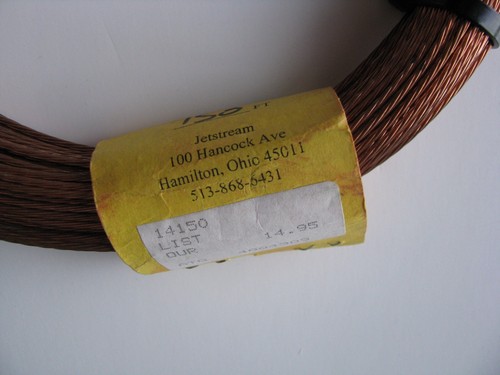 150 FT
Jetstream
100 Hancock Ave
Hamilton, Ohio 45011
513-868-6431
14150
LIST 14.95
OUR